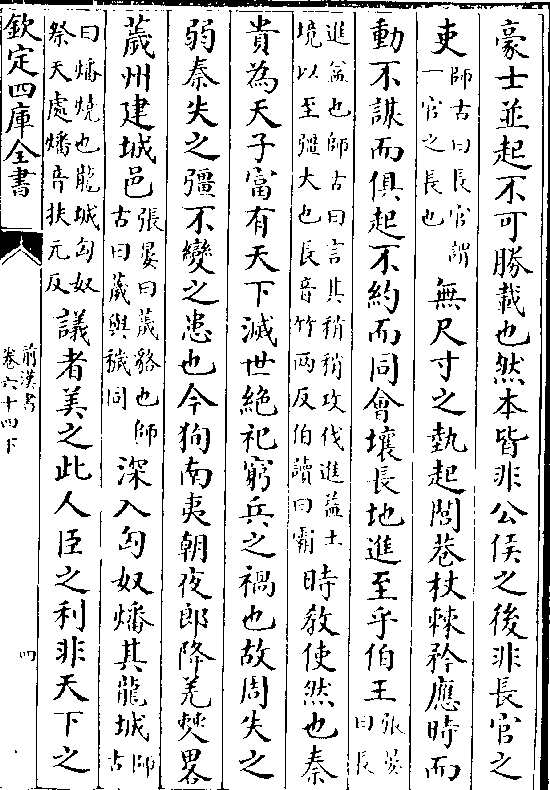 豪士並起不可勝載也然本皆非公侯之後非長官之
吏師古曰長官謂一官之長也無尺寸之埶起閭巷杖棘矜應時而
動不謀而俱起不約而同會壤長地進至乎伯王張晏曰長
進益也師古曰言其稍稍攻伐進益土境以至彊大也長音竹兩反伯讀曰霸時敎使然也秦
貴為天子富有天下滅世絶祀窮兵之禍也故周失之
弱秦失之彊不變之患也今徇南夷朝夜郎降羌僰畧
薉州建城邑張晏曰薉貉也師古曰薉與穢同深入匈奴燔其龍城師古
曰燔燒也龍城匈奴祭天處燔音扶元反議者美之此人臣之利非天下之
欽定四庫全書
前漢書
卷六十四下
四